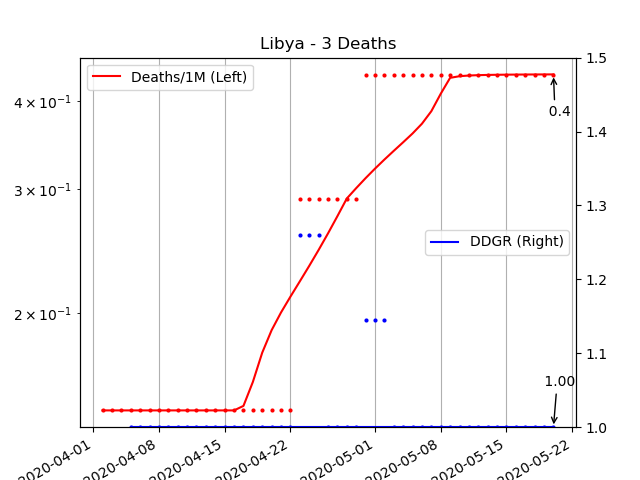 Libya - 3 Deaths
Deaths/1M (Left)
DDGR (Right)
4 × 10⁻¹
3 × 10⁻¹
2 × 10⁻¹
1.5
1.4
1.3
1.2
1.1
1.0
0.4
1.00
2020-04-01
2020-04-08
2020-04-15
2020-04-22
2020-05-01
2020-05-08
2020-05-15
2020-05-22